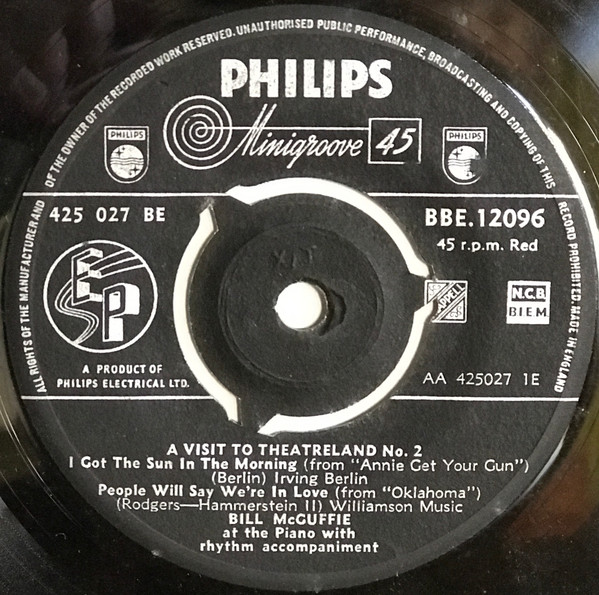 ALL RIGHTS OF THE MANUFACTURER AND OF THE OWNER OF THE RECORDED WORK RESERVED. UNAUTHORISED PUBLIC PERFORMANCE, BROADCASTING AND COPYING OF THIS RECORD PROHIBITED. MADE IN ENGLAND
PHILIPS
Minigroove 45
PHILIPS
PHILIPS
425 027 BE
BBE.12096
45 r.p.m. Red
EP
APPELL
N.C.B.
BIEM
A PRODUCT OF
PHILIPS ELECTRICAL LTD.
AA 425027 1E
A VISIT TO THEATRELAND No. 2
I Got The Sun In The Morning (from "Annie Get Your Gun")
(Berlin) Irving Berlin
People Will Say We're In Love (from "Oklahoma")
(Rodgers—Hammerstein II) Williamson Music
BILL McGUFFIE
at the Piano with
rhythm accompaniment